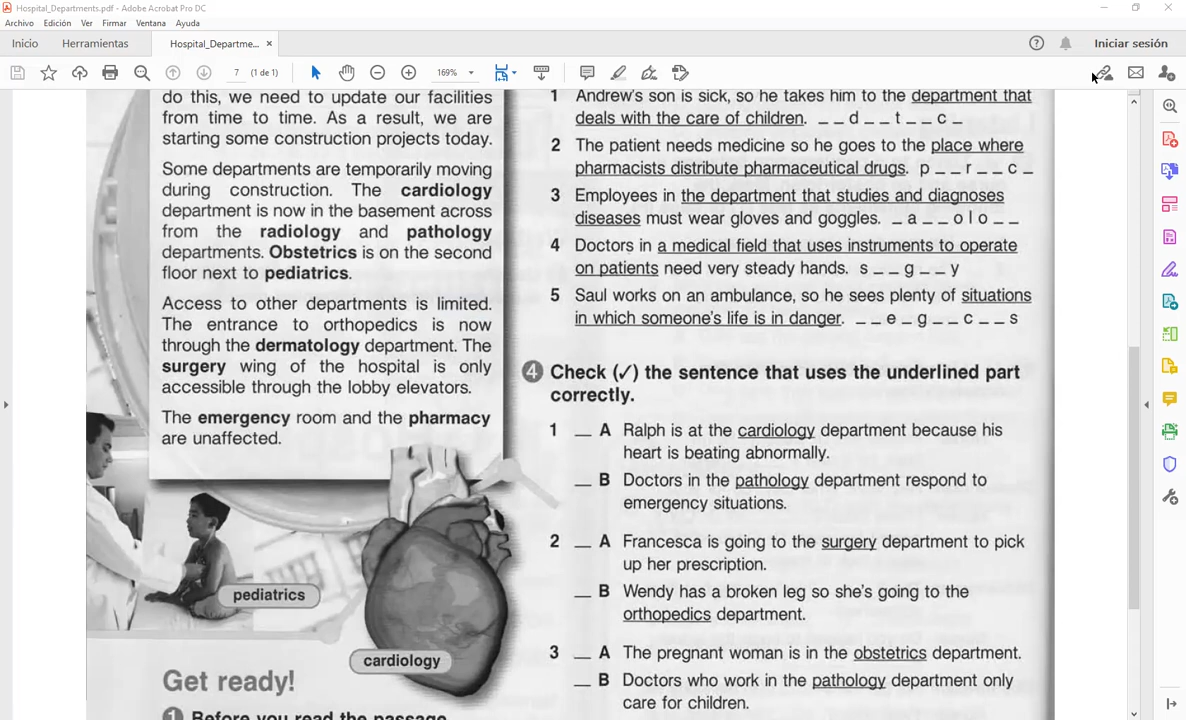 Hospital_Departments.pdf - Adobe Acrobat Pro DC
Archivo Edición Ver Firmar Ventana Ayuda
Inicio Herramientas Hospital_Departme... × Iniciar sesión
7 (1 de 1) 169%
do this, we need to update our facilities
from time to time. As a result, we are
starting some construction projects today.
Some departments are temporarily moving
during construction. The cardiology
department is now in the basement across
from the radiology and pathology
departments. Obstetrics is on the second
floor next to pediatrics.
Access to other departments is limited.
The entrance to orthopedics is now
through the dermatology department. The
surgery wing of the hospital is only
accessible through the lobby elevators.
The emergency room and the pharmacy
are unaffected.
pediatrics
cardiology
Get ready!
1 Before you read the passage
1 Andrew's son is sick, so he takes him to the department that
deals with the care of children. _ _ d _ _ t _ _ c _
2 The patient needs medicine so he goes to the place where
pharmacists distribute pharmaceutical drugs. p _ _ r _ _ c _
3 Employees in the department that studies and diagnoses
diseases must wear gloves and goggles. _ a _ _ o l o _ _
4 Doctors in a medical field that uses instruments to operate
on patients need very steady hands. s _ _ g _ _ y
5 Saul works on an ambulance, so he sees plenty of situations
in which someone's life is in danger. _ _ e _ g _ _ c _ _ s
4 Check (✓) the sentence that uses the underlined part
correctly.
1 _ A Ralph is at the cardiology department because his
heart is beating abnormally.
_ B Doctors in the pathology department respond to
emergency situations.
2 _ A Francesca is going to the surgery department to pick
up her prescription.
_ B Wendy has a broken leg so she's going to the
orthopedics department.
3 _ A The pregnant woman is in the obstetrics department.
_ B Doctors who work in the pathology department only
care for children.